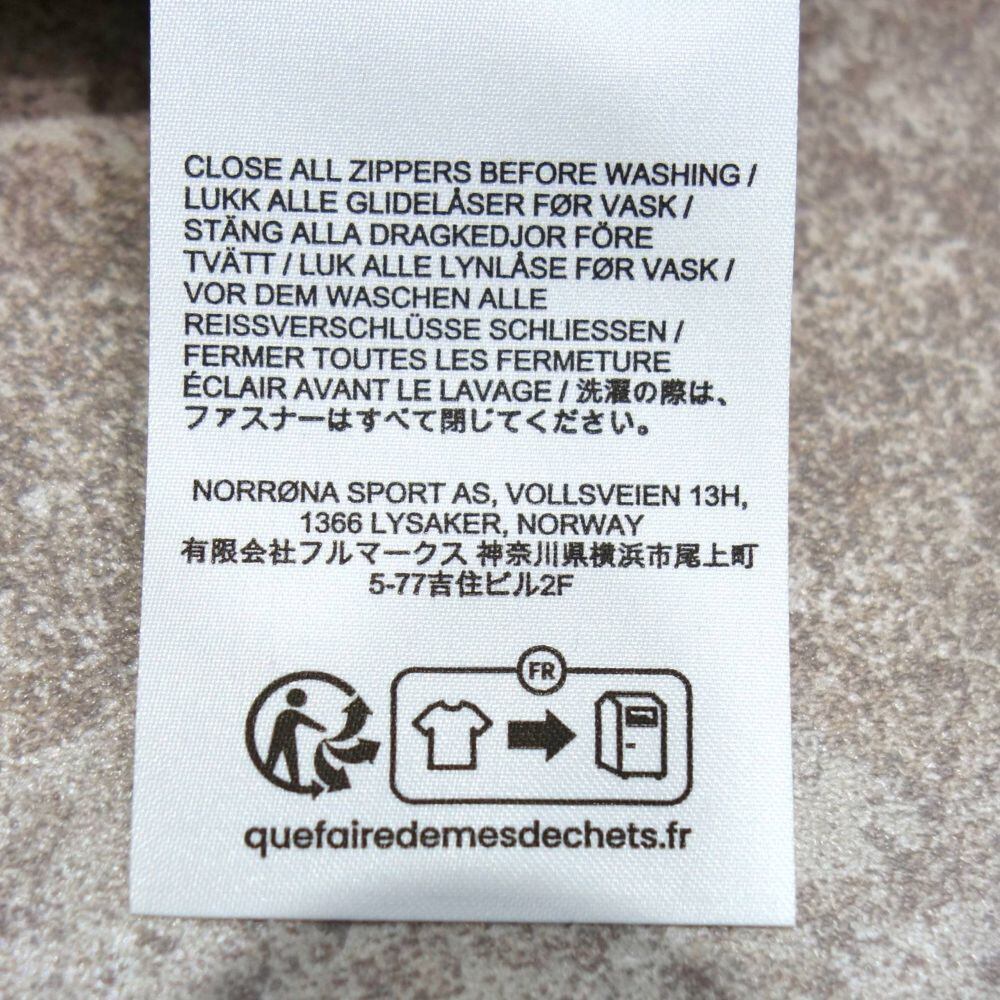 CLOSE ALL ZIPPERS BEFORE WASHING /
LUKK ALLE GLIDELÅSER FØR VASK /
STÄNG ALLA DRAGKEDJOR FÖRE
TVÄTT / LUK ALLE LYNLÅSE FØR VASK /
VOR DEM WASCHEN ALLE
REISSVERSCHLÜSSE SCHLIESSEN /
FERMER TOUTES LES FERMETURE
ÉCLAIR AVANT LE LAVAGE / 洗濯の際は、
ファスナーはすべて閉じてください。
NORRØNA SPORT AS, VOLLSVEIEN 13H,
1366 LYSAKER, NORWAY
有限会社フルマークス 神奈川県横浜市尾上町
5-77吉住ビル2F
FR
quefairedemesdechets.fr